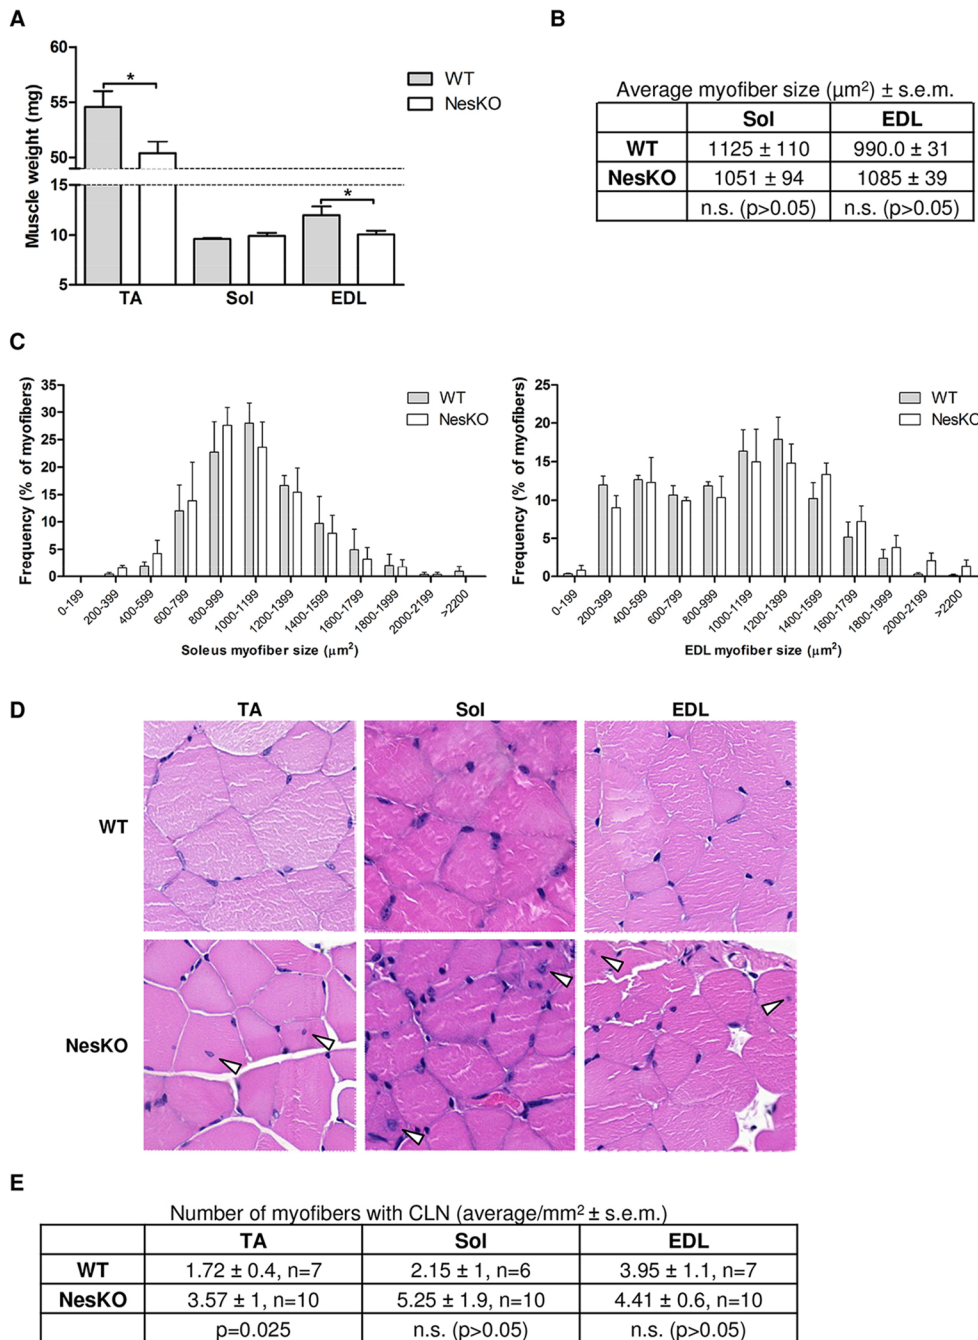 A
Muscle weight (mg)
60
55
50
15
10
5
TA
Sol
EDL
*
*
WT
NesKO
B
Average myofiber size (µm²) ± s.e.m.
Sol EDL
WT 1125 ± 110 990.0 ± 31
NesKO 1051 ± 94 1085 ± 39
n.s. (p>0.05) n.s. (p>0.05)
C
Frequency (% of myofibers)
35
30
25
20
15
10
5
0
WT
NesKO
0-199
200-399
400-599
600-799
800-999
1000-1199
1200-1399
1400-1599
1600-1799
1800-1999
2000-2199
>2200
Soleus myofiber size (µm²)
Frequency (% of myofibers)
25
20
15
10
5
0
WT
NesKO
0-199
200-399
400-599
600-799
800-999
1000-1199
1200-1399
1400-1599
1600-1799
1800-1999
2000-2199
>2200
EDL myofiber size (µm²)
D
TA Sol EDL
WT
NesKO
E
Number of myofibers with CLN (average/mm² ± s.e.m.)
TA Sol EDL
WT 1.72 ± 0.4, n=7 2.15 ± 1, n=6 3.95 ± 1.1, n=7
NesKO 3.57 ± 1, n=10 5.25 ± 1.9, n=10 4.41 ± 0.6, n=10
p=0.025 n.s. (p>0.05) n.s. (p>0.05)